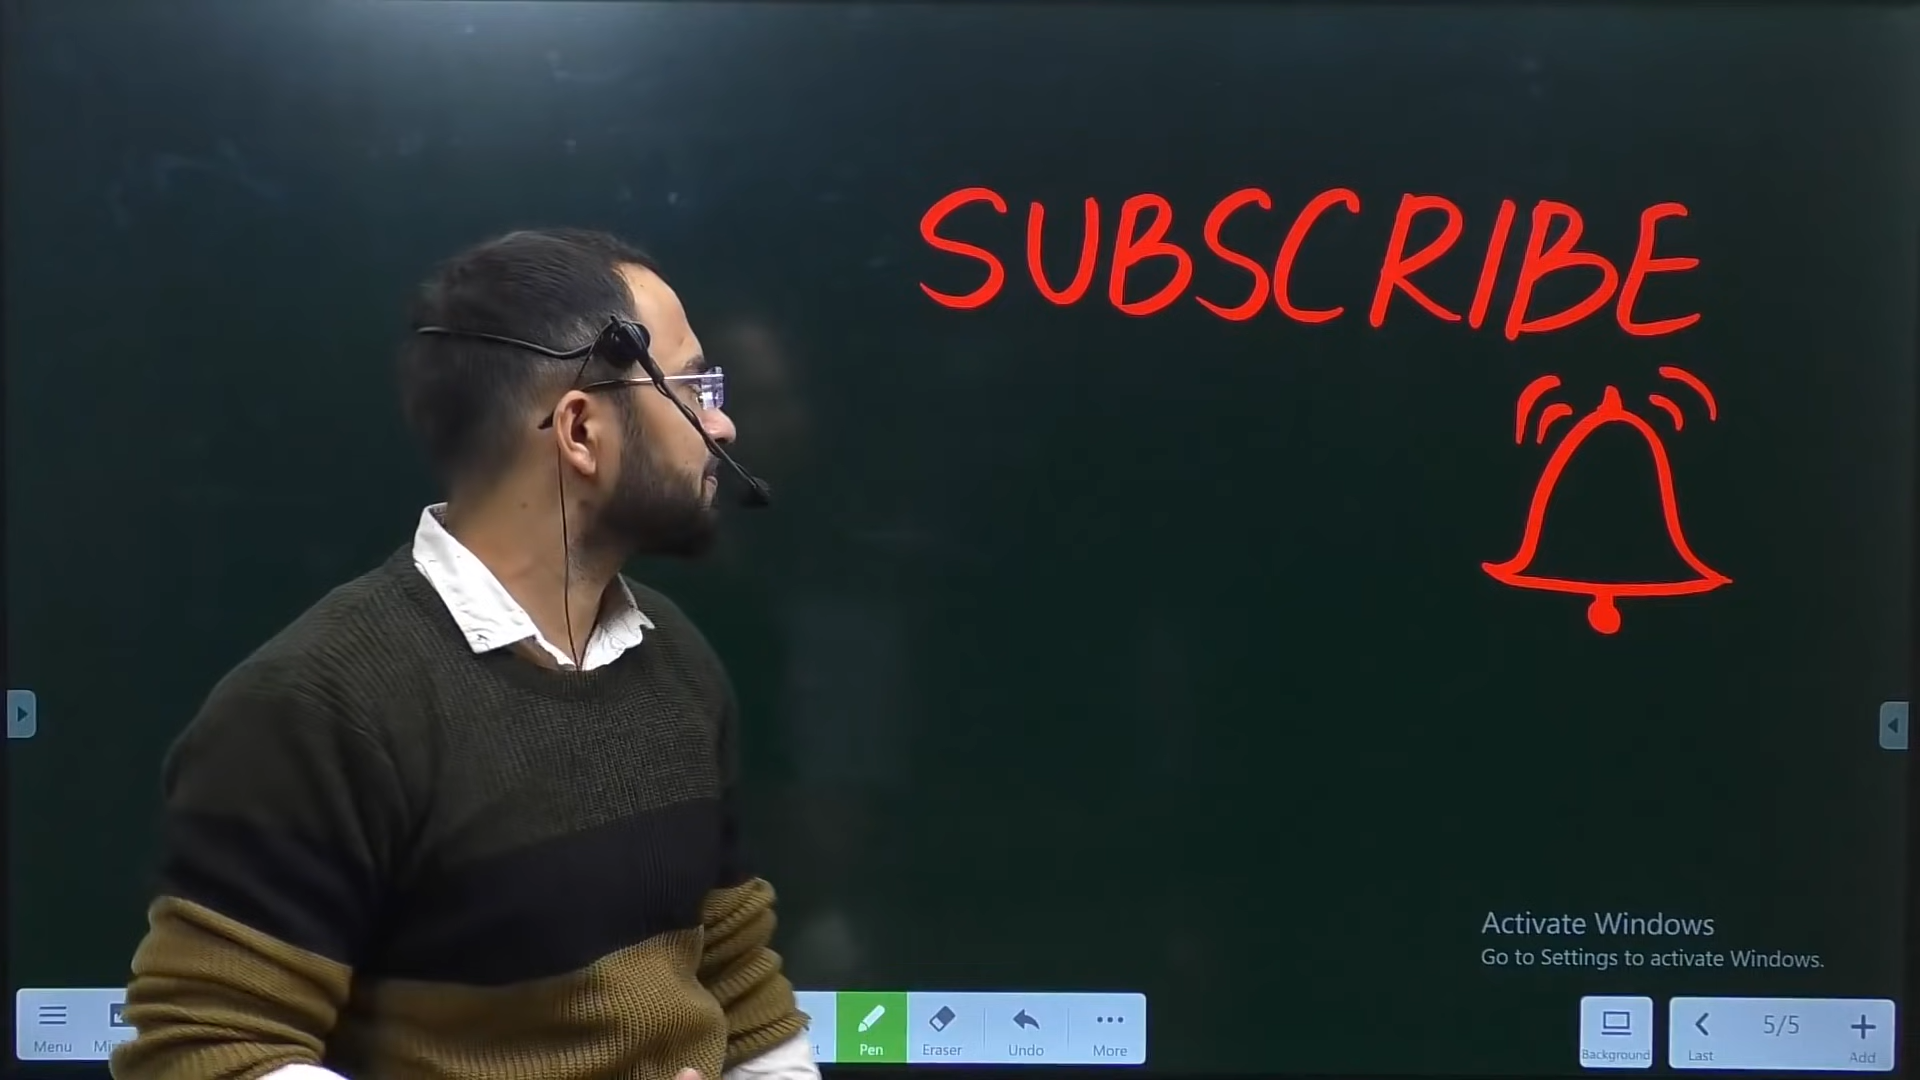 SUBSCRIBE
Activate Windows
Go to Settings to activate Windows.
Menu
Pen
Eraser
Undo
More
Background
Last
5/5
Add